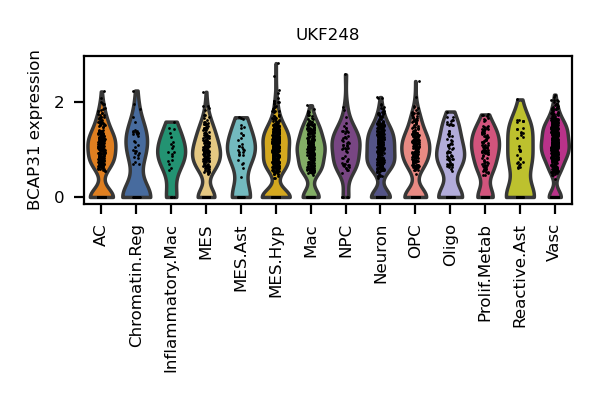 UKF248
BCAP31 expression
2
0
AC
Chromatin.Reg
Inflammatory.Mac
MES
MES.Ast
MES.Hyp
Mac
NPC
Neuron
OPC
Oligo
Prolif.Metab
Reactive.Ast
Vasc